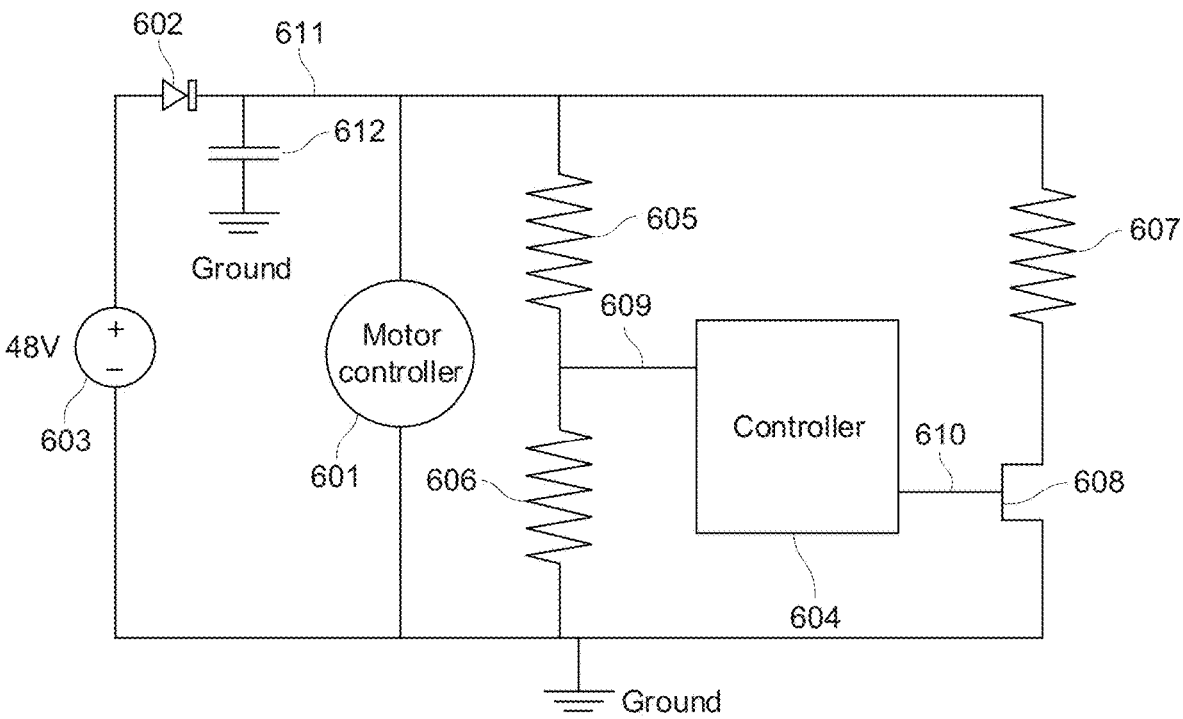 602
611
612
Ground
605
607
609
48V
+
−
603
Motor
controller
601
606
Controller
610
608
604
Ground